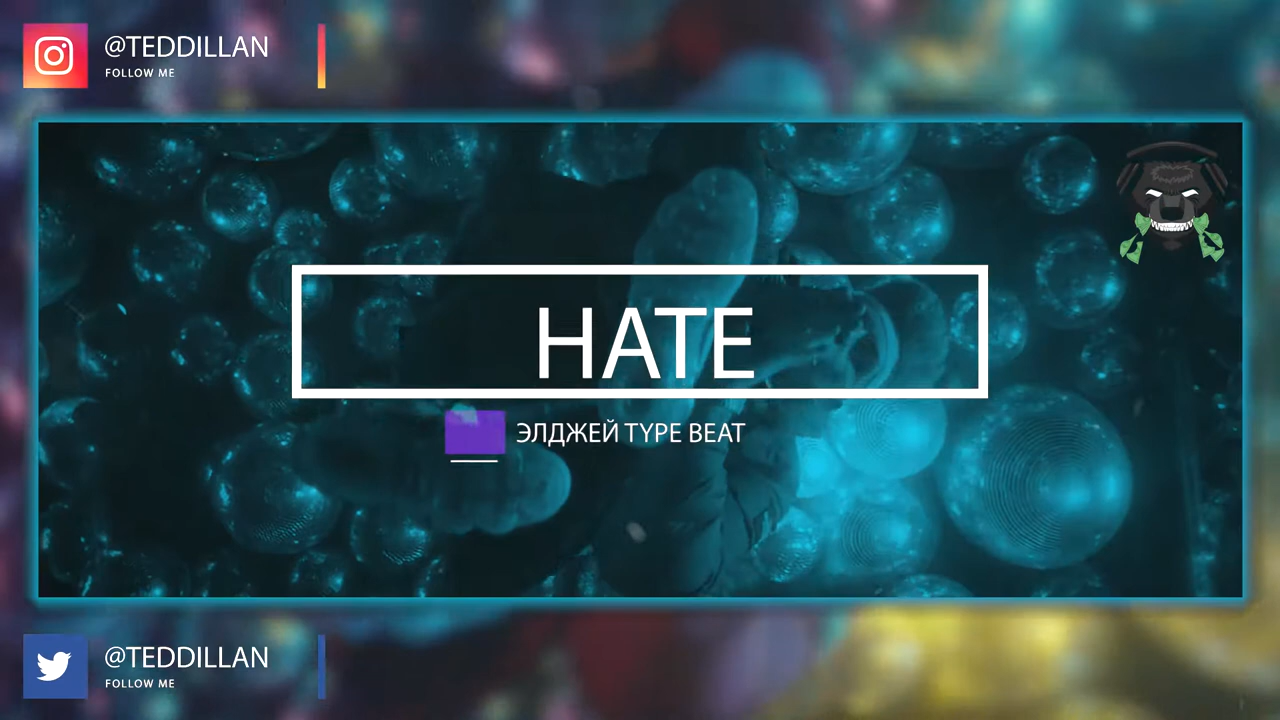 @TEDDILLAN
FOLLOW ME
HATE
ЭЛДЖЕЙ TYPE BEAT
@TEDDILLAN
FOLLOW ME